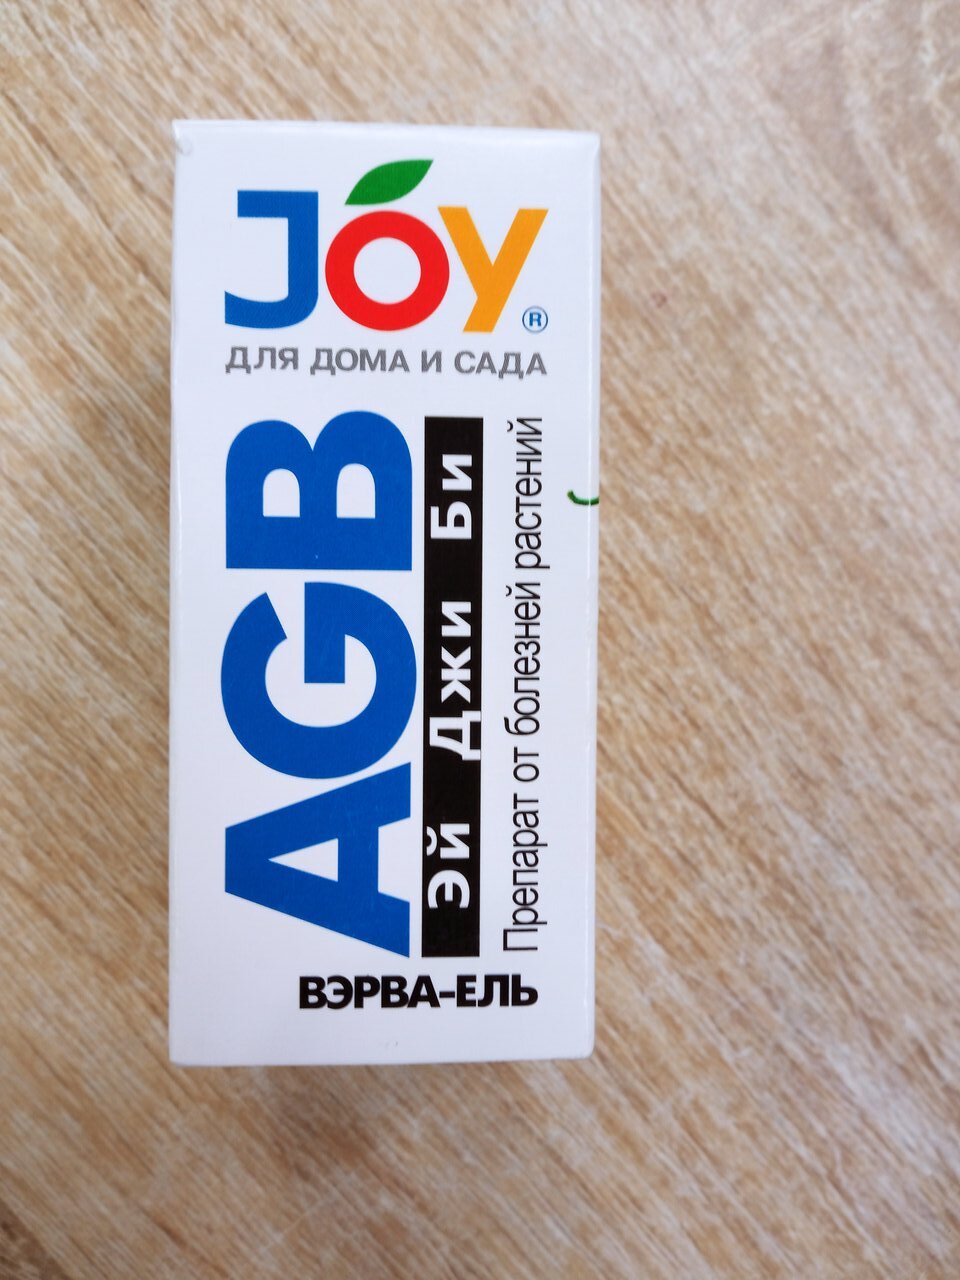 JOY®
ДЛЯ ДОМА И САДА
AGB
Эй Джи Би
Препарат от болезней растений
ВЭРВА-ЕЛЬ